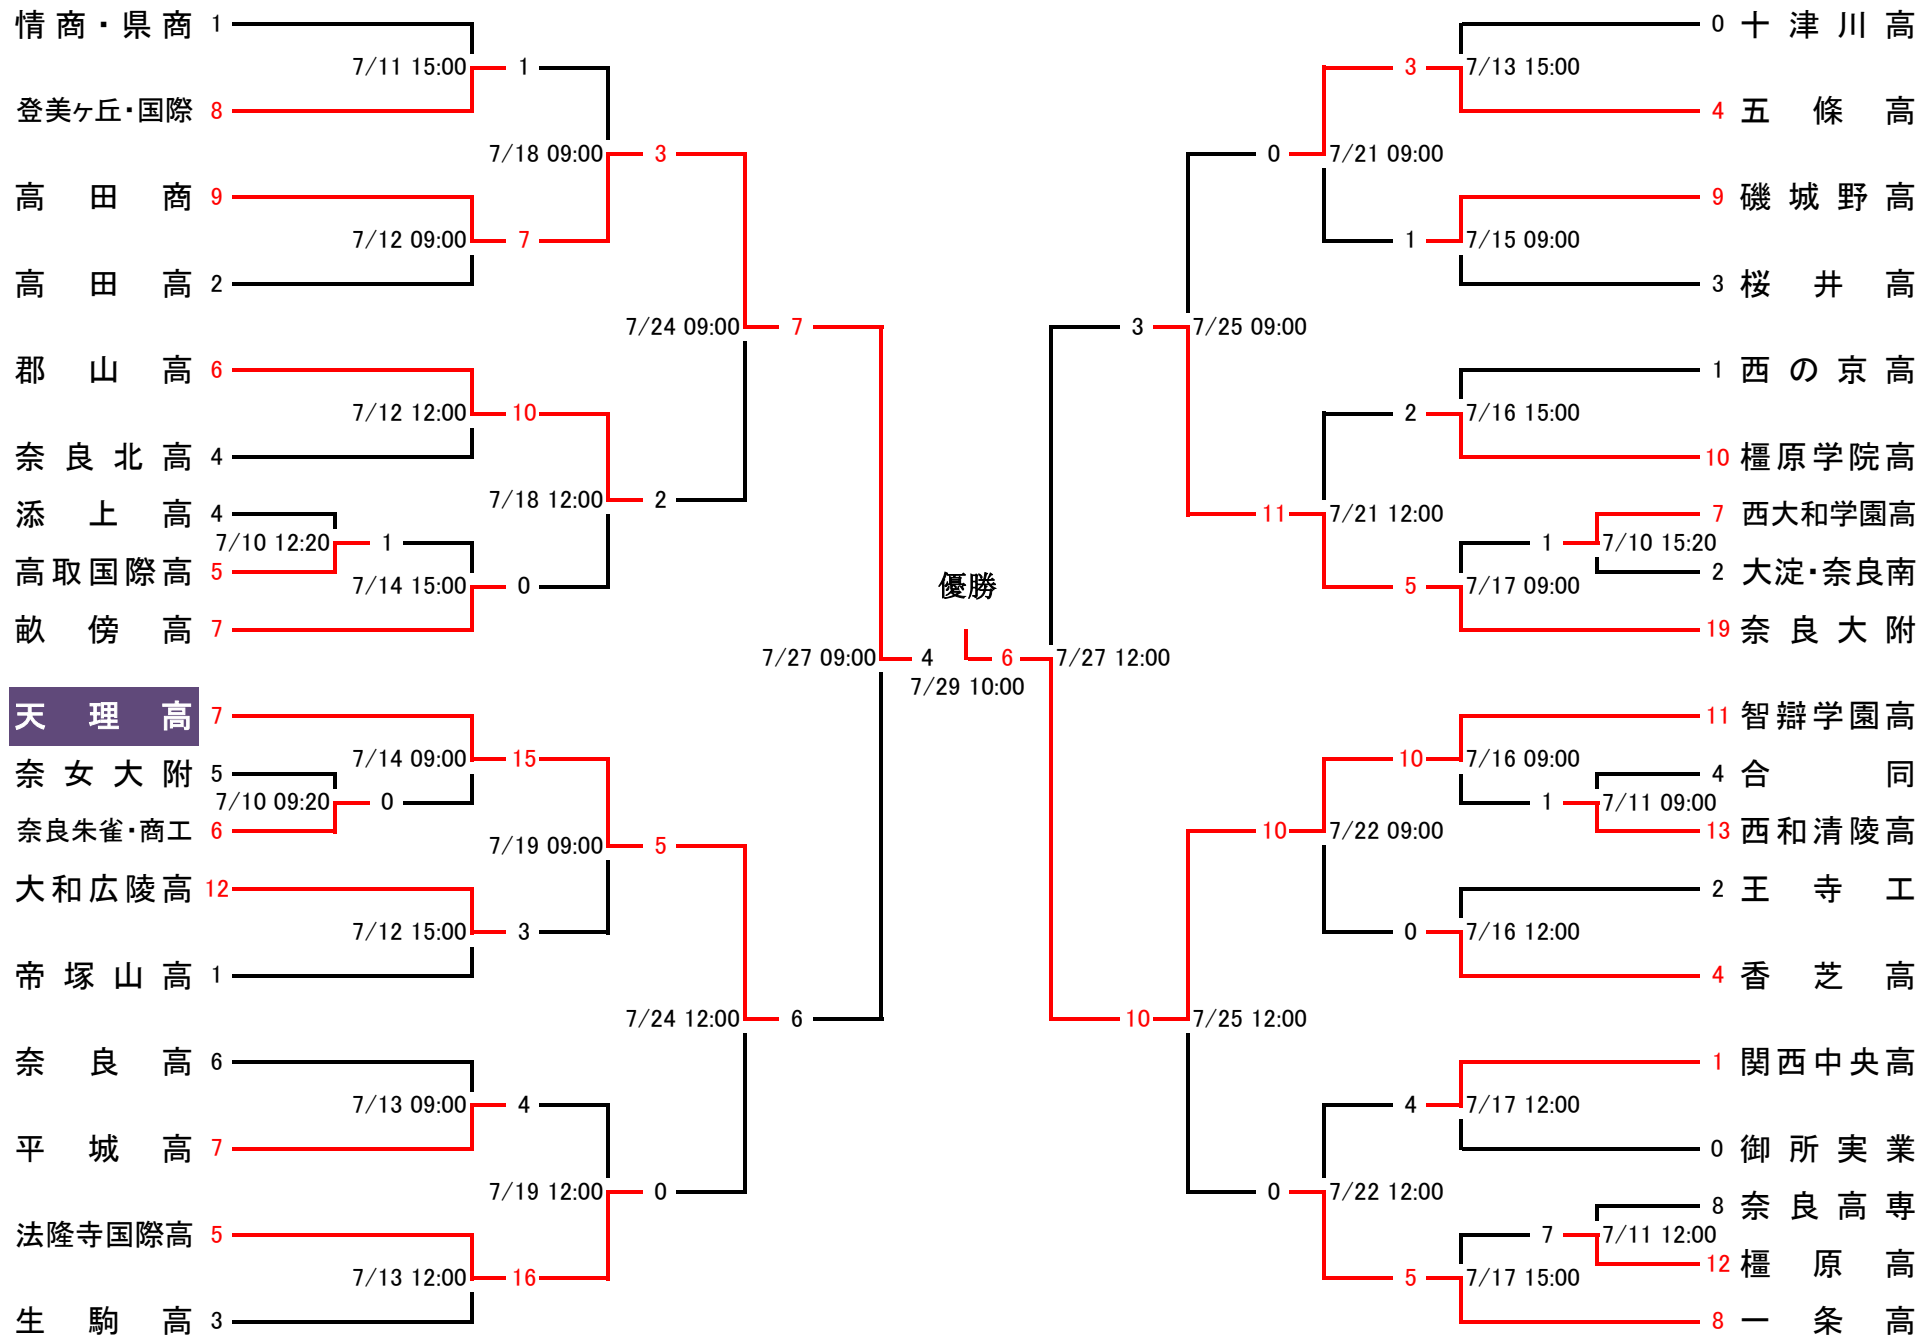 情商・県商 1
7/11 15:00 1
登美ヶ丘・国際 8
7/18 09:00 3
高田商 9
7/12 09:00 7
高田高 2
7/24 09:00 7
郡山高 6
7/12 12:00 10
奈良北高 4
7/18 12:00 2
添上高 4
7/10 12:20 1
高取国際高 5
7/14 15:00 0
畝傍高 7
7/27 09:00 4
天理高 7
7/14 09:00 15
奈女大附 5
7/10 09:20 0
奈良朱雀・商工 6
7/19 09:00 5
大和広陵高 12
7/12 15:00 3
帝塚山高 1
7/24 12:00 6
奈良高 6
7/13 09:00 4
平城高 7
7/19 12:00 0
法隆寺国際高 5
7/13 12:00 16
生駒高 3
優勝
7/29 10:00
0 十津川高
3 7/13 15:00
4 五條高
0 7/21 09:00
9 磯城野高
1 7/15 09:00
3 桜井高
3 7/25 09:00
1 西の京高
2 7/16 15:00
10 橿原学院高
11 7/21 12:00
7 西大和学園高
1 7/10 15:20
2 大淀・奈良南
5 7/17 09:00
19 奈良大附
6 7/27 12:00
11 智辯学園高
10 7/16 09:00
4 合同
1 7/11 09:00
13 西和清陵高
10 7/22 09:00
2 王寺工
0 7/16 12:00
4 香芝高
10 7/25 12:00
1 関西中央高
4 7/17 12:00
0 御所実業
0 7/22 12:00
8 奈良高専
7 7/11 12:00
12 橿原高
5 7/17 15:00
8 一条高